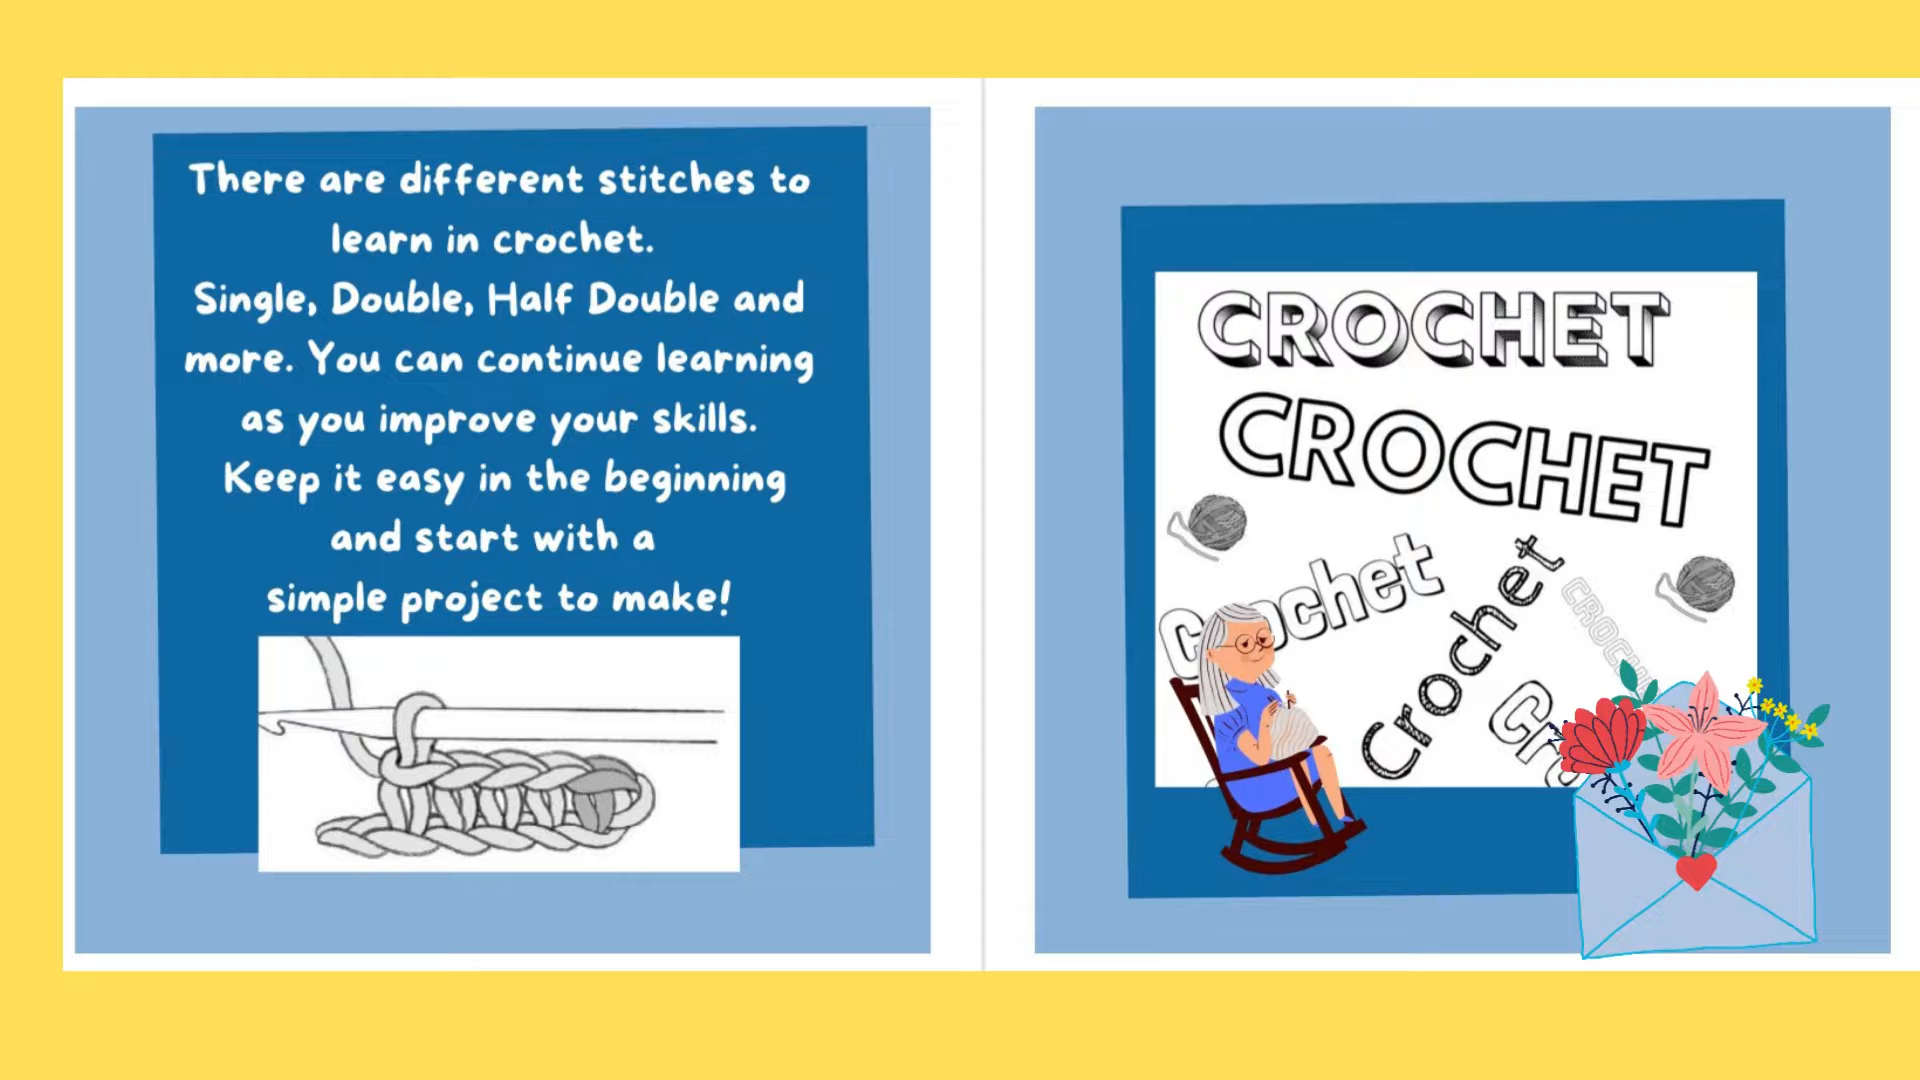 There are different stitches to
learn in crochet.
Single, Double, Half Double and
more. You can continue learning
as you improve your skills.
Keep it easy in the beginning
and start with a
simple project to make!
CROCHET
CROCHET
Crochet
Crochet